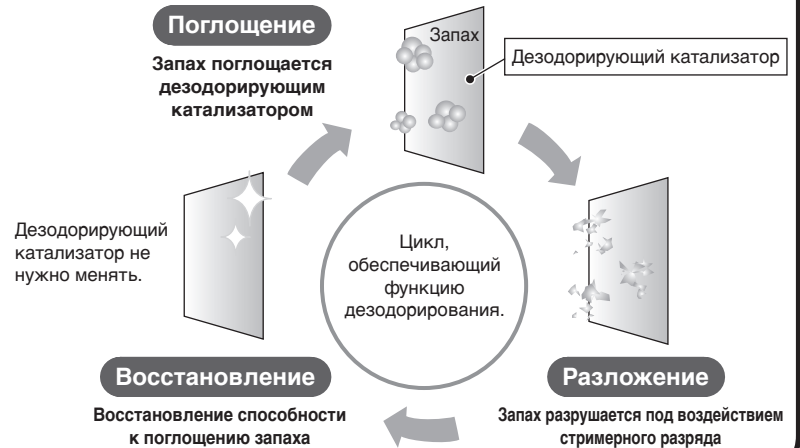 Поглощение
Запах поглощается
дезодорирующим
катализатором
Запах
Дезодорирующий катализатор
Дезодорирующий
катализатор не
нужно менять.
Цикл,
обеспечивающий
функцию
дезодорирования.
Восстановление
Восстановление способности
к поглощению запаха
Разложение
Запах разрушается под воздействием
стримерного разряда